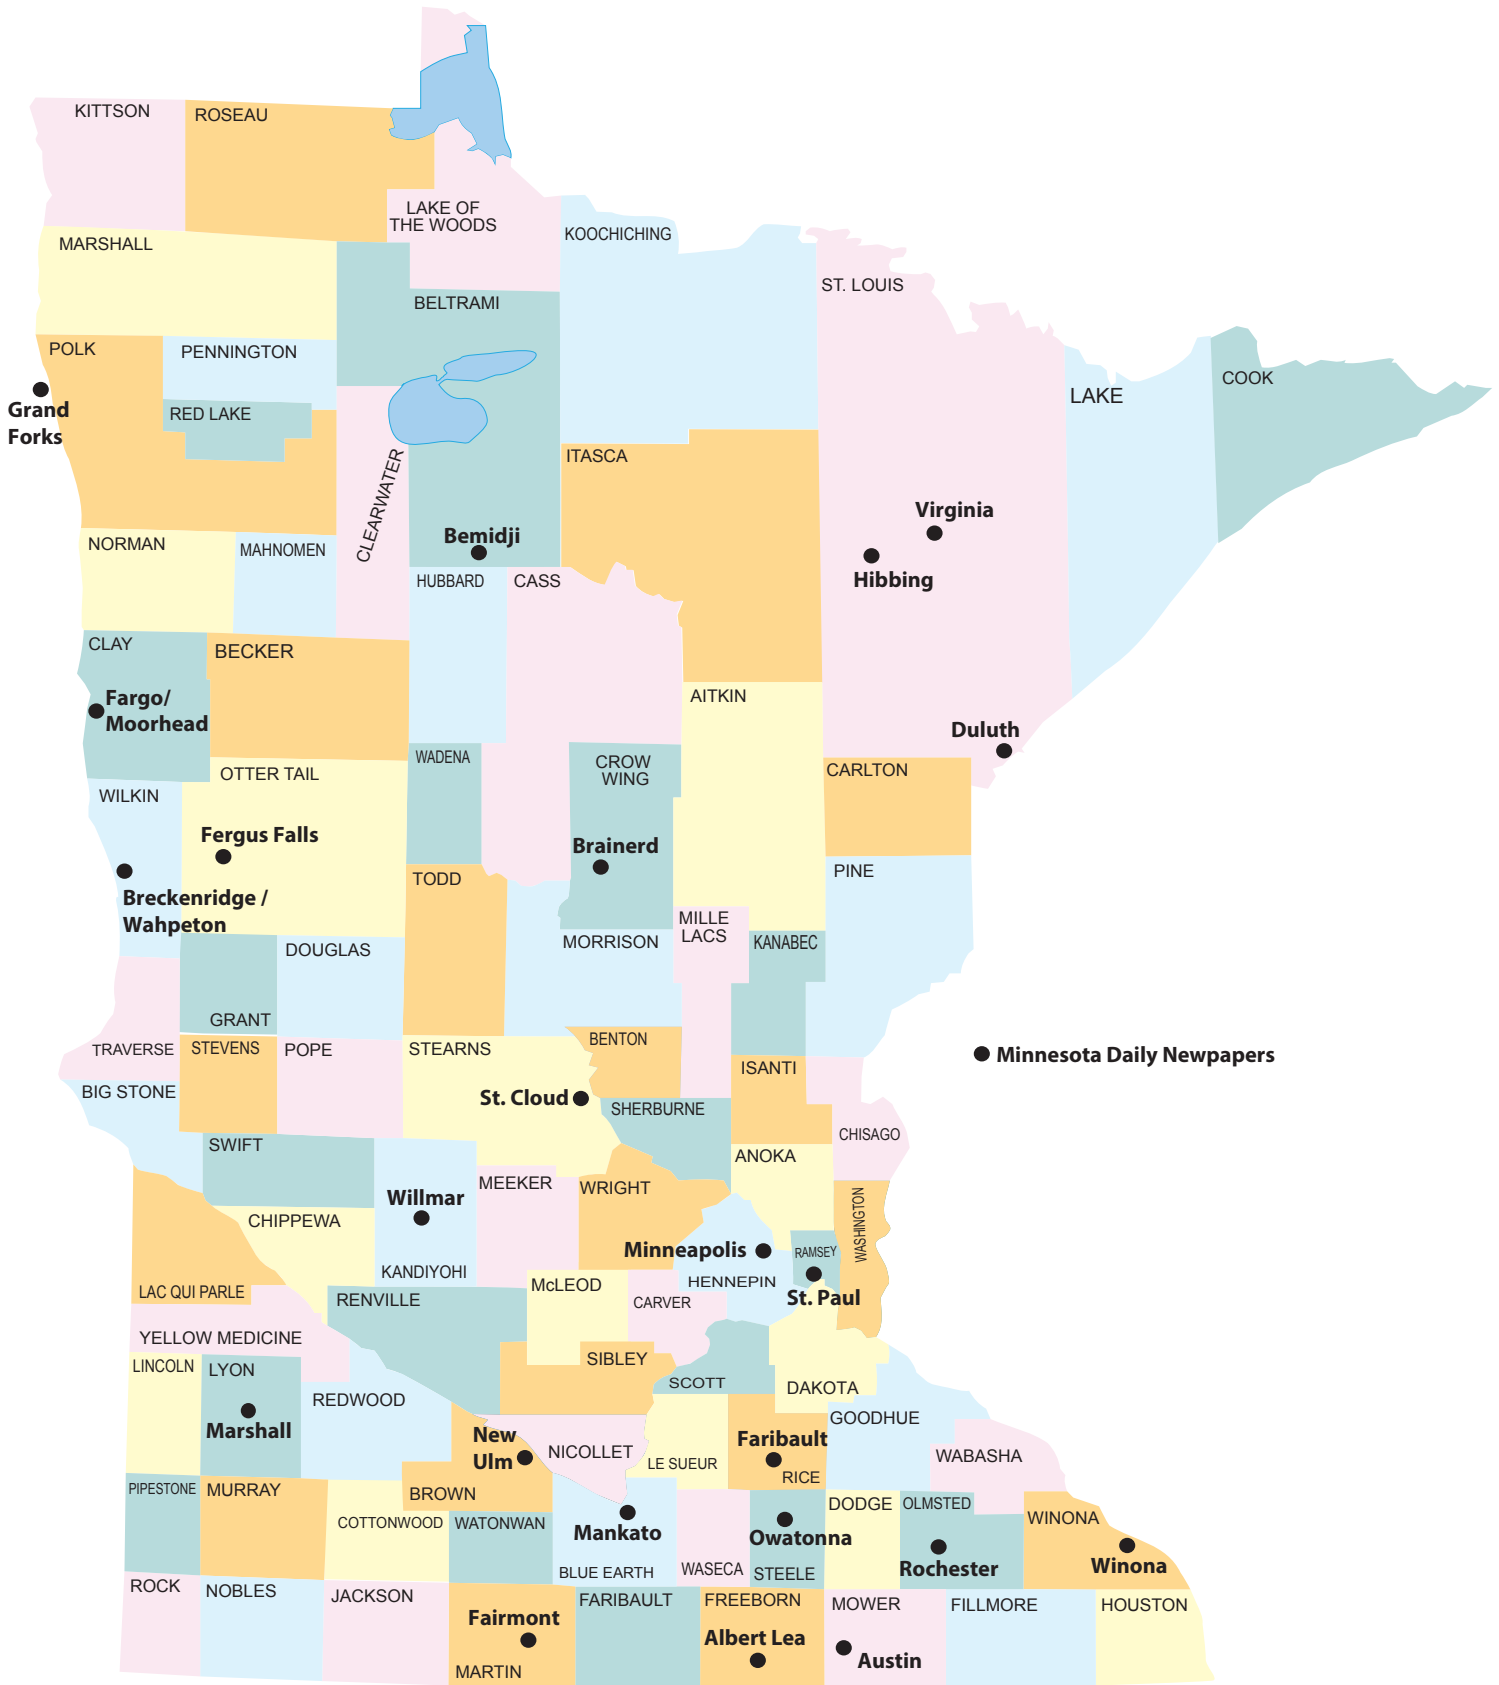 KITTSON
ROSEAU
LAKE OF
THE WOODS
KOOCHICHING
MARSHALL
ST. LOUIS
BELTRAMI
POLK
PENNINGTON
COOK
LAKE
Grand
Forks
RED LAKE
ITASCA
CLEARWATER
Virginia
Bemidji
NORMAN
MAHNOMEN
Hibbing
HUBBARD
CASS
CLAY
BECKER
Fargo/
Moorhead
AITKIN
Duluth
WADENA
CROW
WING
OTTER TAIL
CARLTON
WILKIN
Fergus Falls
Brainerd
TODD
PINE
Breckenridge /
Wahpeton
MILLE
LACS
KANABEC
MORRISON
DOUGLAS
GRANT
TRAVERSE
STEVENS
POPE
STEARNS
BENTON
Minnesota Daily Newpapers
ISANTI
BIG STONE
St. Cloud
SHERBURNE
CHISAGO
SWIFT
ANOKA
MEEKER
WRIGHT
Willmar
WASHINGTON
CHIPPEWA
Minneapolis
RAMSEY
KANDIYOHI
HENNEPIN
LAC QUI PARLE
McLEOD
St. Paul
RENVILLE
CARVER
YELLOW MEDICINE
LINCOLN
LYON
SIBLEY
SCOTT
DAKOTA
REDWOOD
GOODHUE
Marshall
New
Ulm
NICOLLET
Faribault
WABASHA
LE SUEUR
RICE
PIPESTONE
MURRAY
BROWN
DODGE
OLMSTED
COTTONWOOD
WATONWAN
WINONA
Mankato
Owatonna
BLUE EARTH
WASECA
STEELE
Rochester
Winona
ROCK
NOBLES
JACKSON
FARIBAULT
FREEBORN
MOWER
FILLMORE
HOUSTON
Fairmont
Albert Lea
Austin
MARTIN